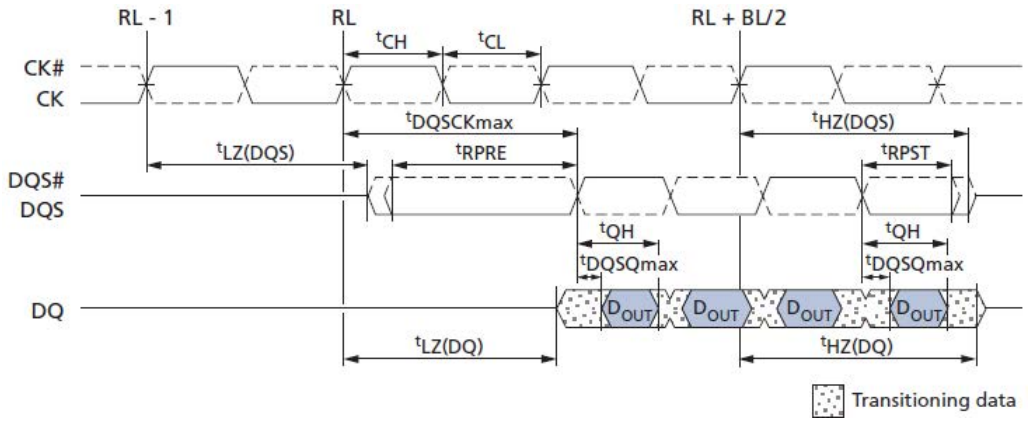 RL - 1 RL RL + BL/2
tCH tCL
CK#
CK
tDQSCKmax tHZ(DQS)
tLZ(DQS) tRPRE tRPST
DQS#
DQS
tQH tQH
tDQSQmax tDQSQmax
DQ DOUT DOUT DOUT DOUT
tLZ(DQ) tHZ(DQ)
Transitioning data